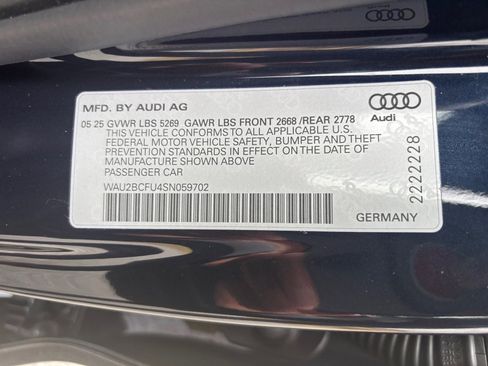 MFD. BY AUDI AG
Audi
05 25 GVWR LBS 5269 GAWR LBS FRONT 2668/REAR 2778
THIS VEHICLE CONFORMS TO ALL APPLICABLE U.S.
FEDERAL MOTOR VEHICLE SAFETY, BUMPER AND THEFT
PREVENTION STANDARDS IN EFFECT ON THE DATE OF
MANUFACTURE SHOWN ABOVE
PASSENGER CAR
WAU2BCFU4SN059702
2222228
GERMANY